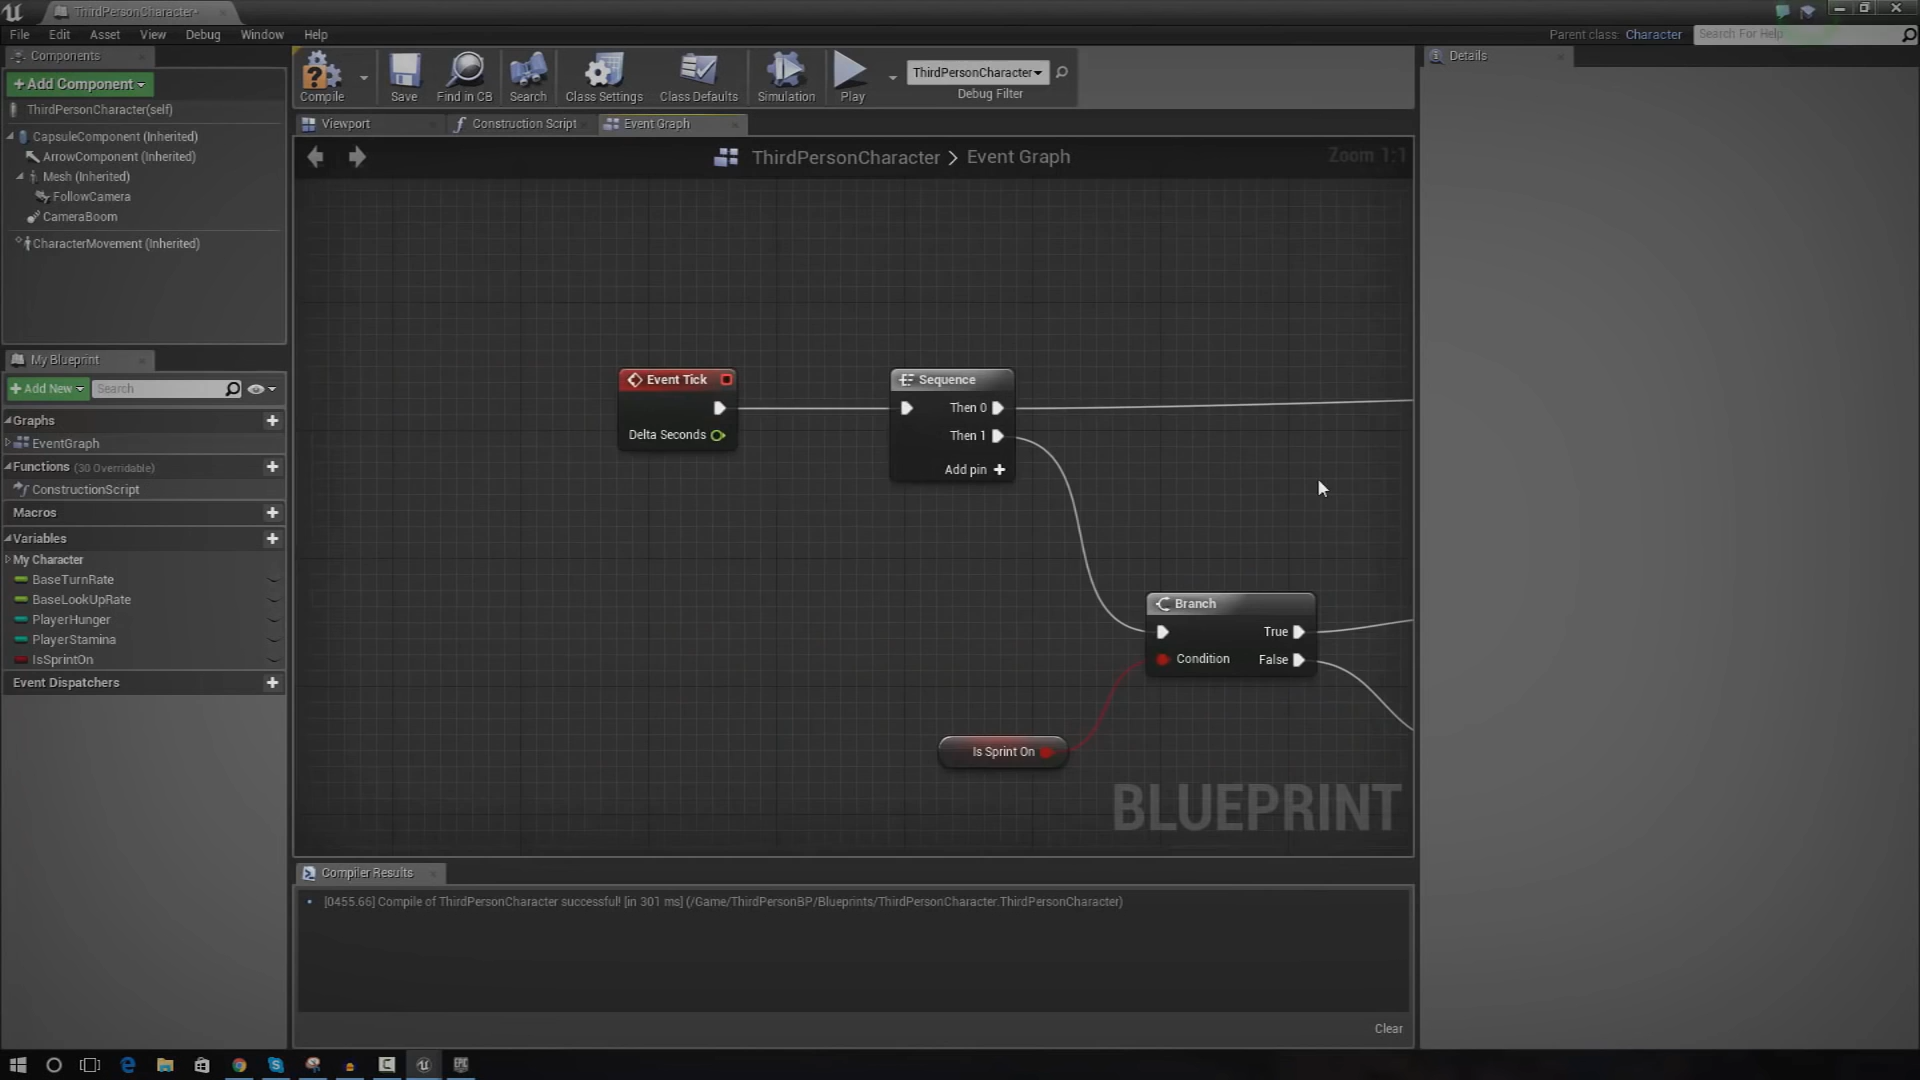 ThirdPersonCharacter*
File Edit Asset View Debug Window Help
Parent class: Character
Search For Help
Components
+Add Component
ThirdPersonCharacter(self)
CapsuleComponent (Inherited)
ArrowComponent (Inherited)
Mesh (Inherited)
FollowCamera
CameraBoom
CharacterMovement (Inherited)
Compile
Save
Find in CB
Search
Class Settings
Class Defaults
Simulation
Play
ThirdPersonCharacter
Debug Filter
Viewport
Construction Script
Event Graph
ThirdPersonCharacter > Event Graph
Zoom 1:1
Event Tick
Delta Seconds
Sequence
Then 0
Then 1
Add pin +
Branch
True
Condition
False
Is Sprint On
BLUEPRINT
My Blueprint
+Add New
Search
Graphs
EventGraph
Functions (30 Overridable)
ConstructionScript
Macros
Variables
My Character
BaseTurnRate
BaseLookUpRate
PlayerHunger
PlayerStamina
IsSprintOn
Event Dispatchers
Compiler Results
[0455.66] Compile of ThirdPersonCharacter successful! [in 301 ms] (/Game/ThirdPersonBP/Blueprints/ThirdPersonCharacter.ThirdPersonCharacter)
Clear
Details